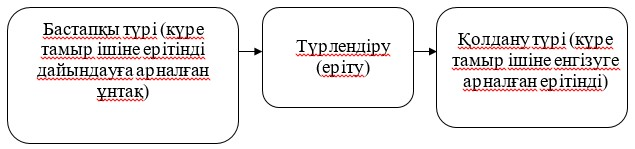 Бастапқы түрі (күре
тамыр ішіне ерітінді
дайындауға арналған
ұнтақ)
Түрлендіру
(еріту)
Қолдану түрі (күре
тамыр ішіне енгізуге
арналған ерітінді)